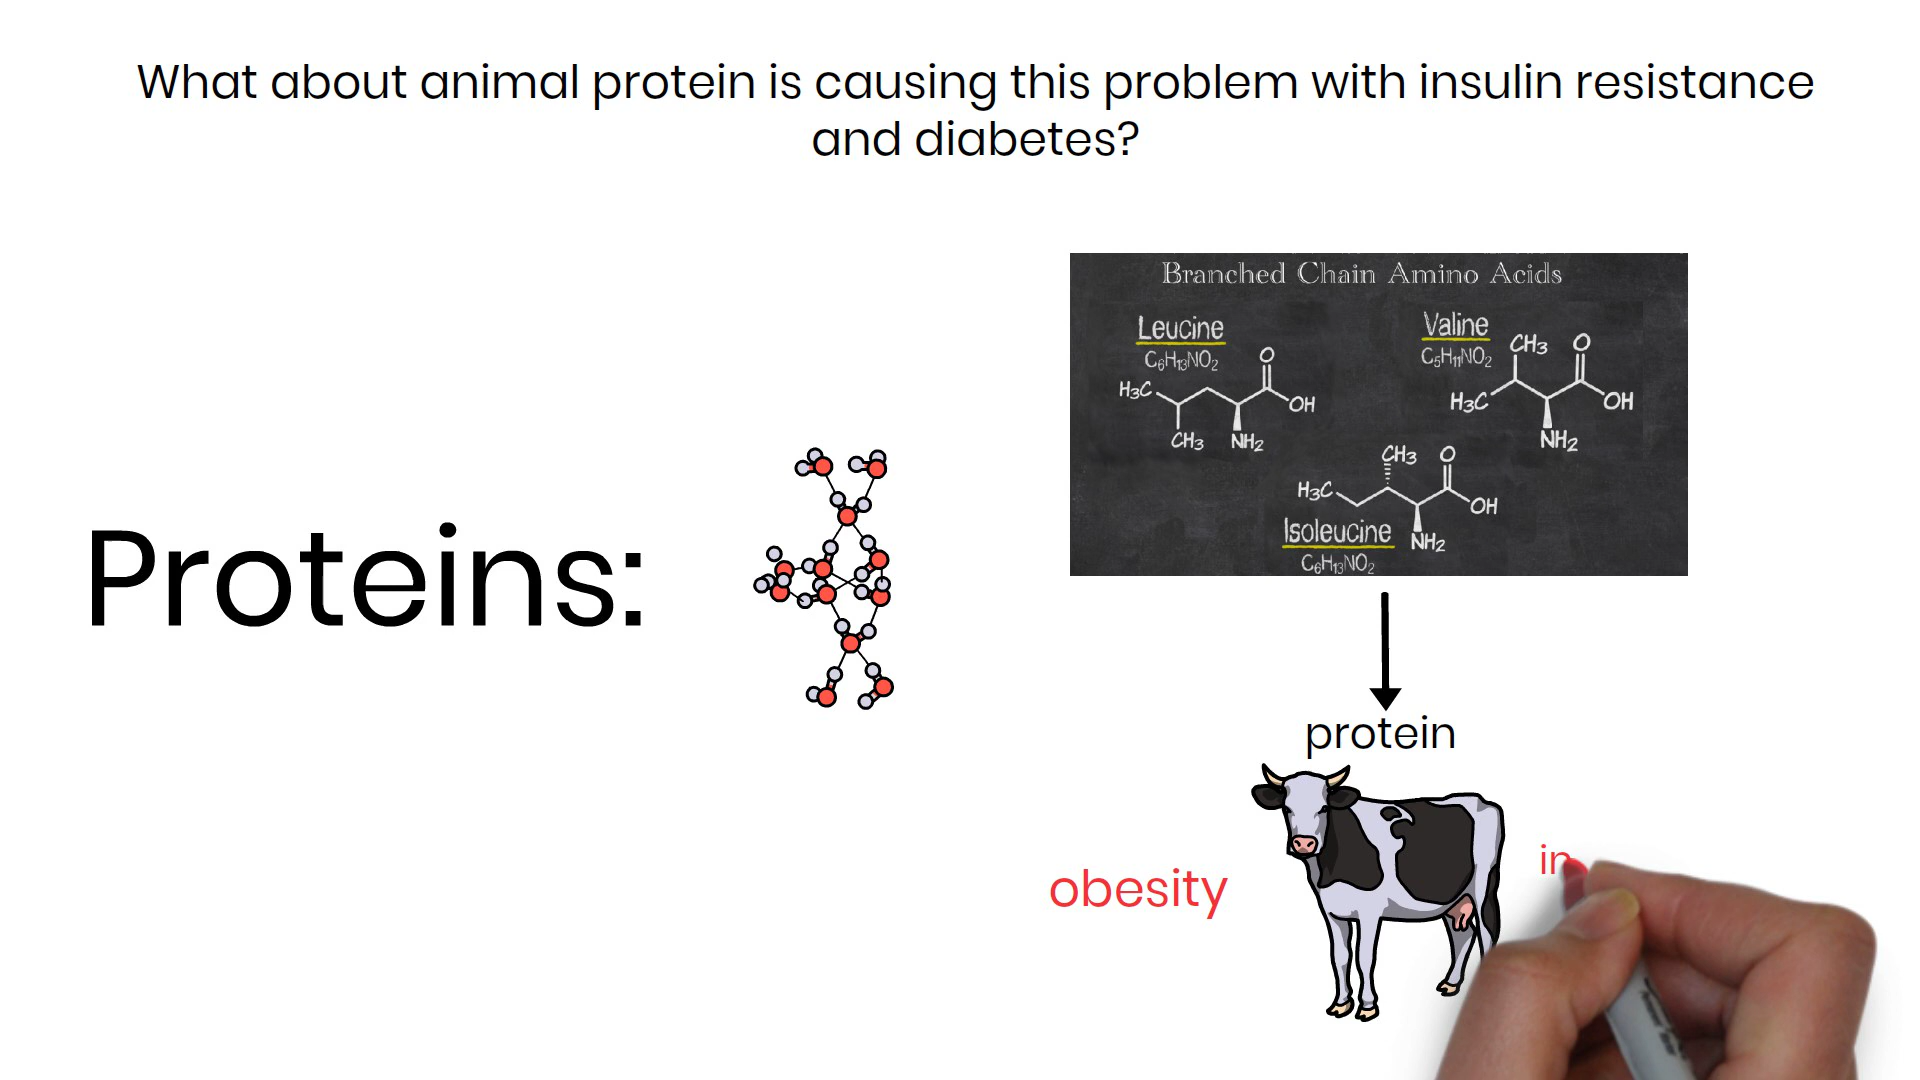 What about animal protein is causing this problem with insulin resistance
and diabetes?
Proteins:
Branched Chain Amino Acids
Leucine
C₆H₁₃NO₂
H₃C
CH₃
O
OH
NH₂
Valine
C₅H₁₁NO₂
CH₃
H₃C
O
OH
NH₂
CH₃
H₃C
O
OH
NH₂
Isoleucine
C₆H₁₃NO₂
protein
obesity
in